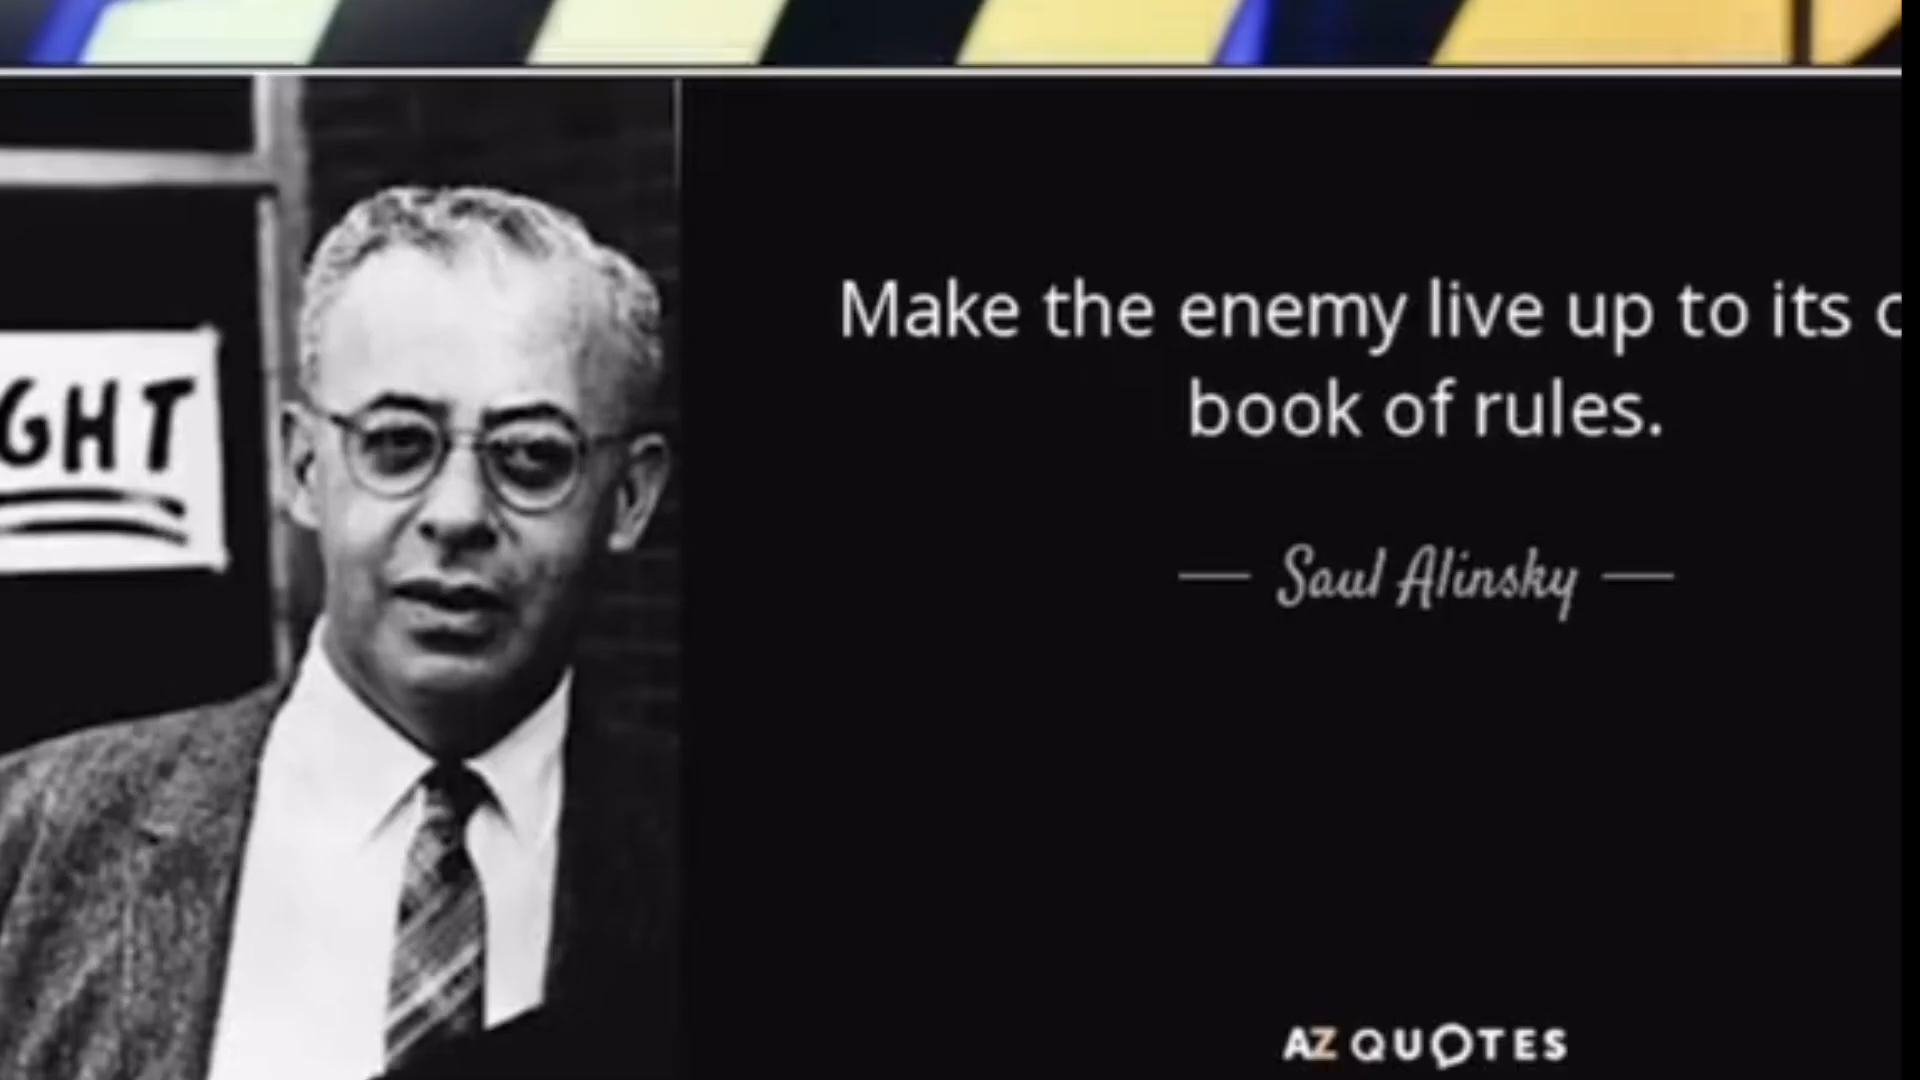 GHT
Make the enemy live up to its
book of rules.
— Saul Alinsky —
AZ QUOTES